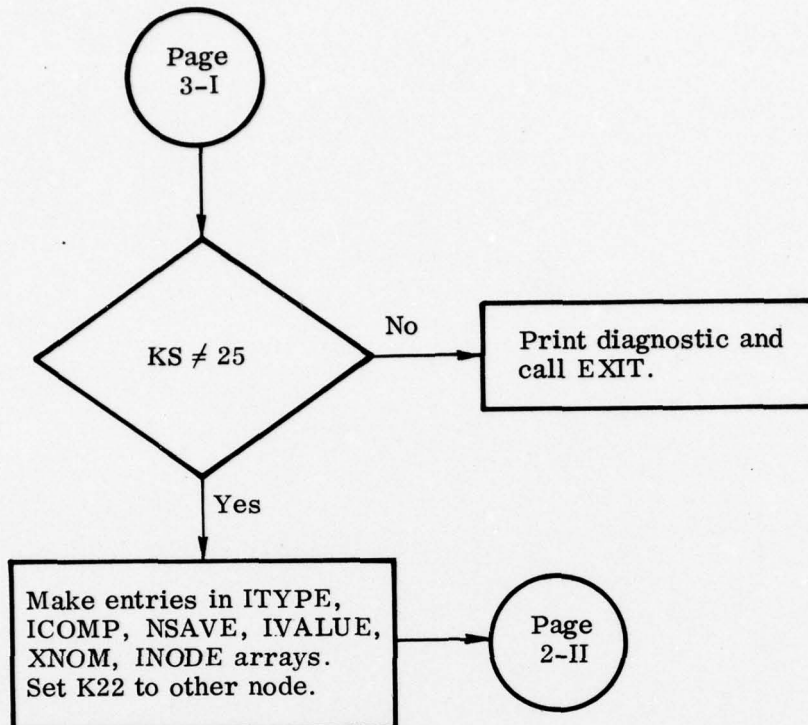 Page
3-I
KS ≠ 25
No
Print diagnostic and
call EXIT.
Yes
Make entries in ITYPE,
ICOMP, NSAVE, IVALUE,
XNOM, INODE arrays.
Set K22 to other node.
Page
2-II